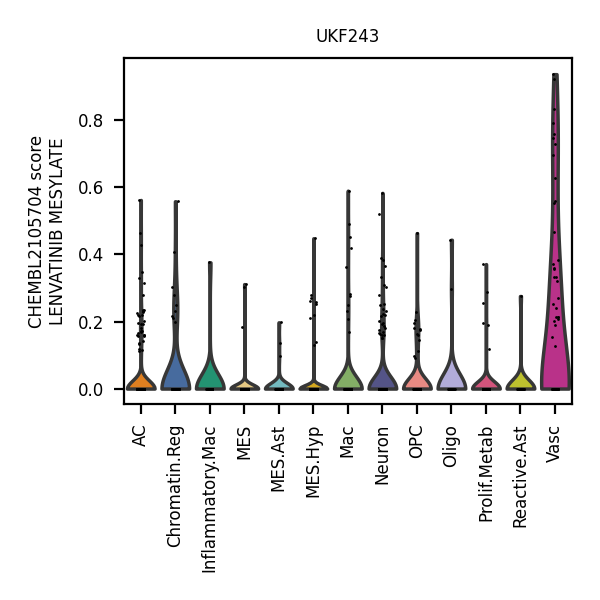 UKF243
CHEMBL2105704 score
LENVATINIB MESYLATE
0.8
0.6
0.4
0.2
0.0
AC
Chromatin.Reg
Inflammatory.Mac
MES
MES.Ast
MES.Hyp
Mac
Neuron
OPC
Oligo
Prolif.Metab
Reactive.Ast
Vasc